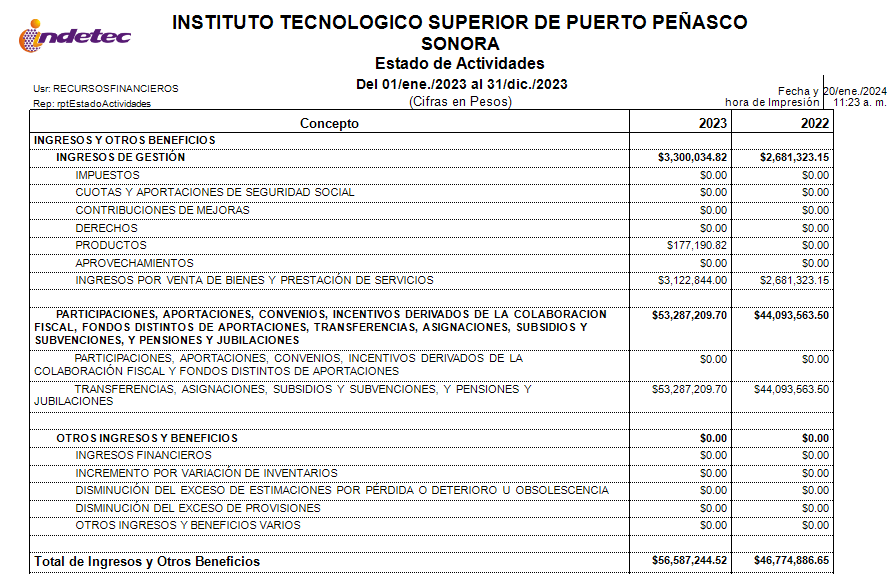 indetec
INSTITUTO TECNOLOGICO SUPERIOR DE PUERTO PEÑASCO
SONORA
Estado de Actividades
Del 01/ene./2023 al 31/dic./2023
(Cifras en Pesos)
Usr: RECURSOSFINANCIEROS
Rep: rptEstadoActividades
Fecha y 20/ene./2024
hora de Impresión 11:23 a. m.
Concepto 2023 2022
INGRESOS Y OTROS BENEFICIOS
INGRESOS DE GESTIÓN $3,300,034.82 $2,681,323.15
IMPUESTOS $0.00 $0.00
CUOTAS Y APORTACIONES DE SEGURIDAD SOCIAL $0.00 $0.00
CONTRIBUCIONES DE MEJORAS $0.00 $0.00
DERECHOS $0.00 $0.00
PRODUCTOS $177,190.82 $0.00
APROVECHAMIENTOS $0.00 $0.00
INGRESOS POR VENTA DE BIENES Y PRESTACIÓN DE SERVICIOS $3,122,844.00 $2,681,323.15
PARTICIPACIONES, APORTACIONES, CONVENIOS, INCENTIVOS DERIVADOS DE LA COLABORACION $53,287,209.70 $44,093,563.50
FISCAL, FONDOS DISTINTOS DE APORTACIONES, TRANSFERENCIAS, ASIGNACIONES, SUBSIDIOS Y
SUBVENCIONES, Y PENSIONES Y JUBILACIONES
PARTICIPACIONES, APORTACIONES, CONVENIOS, INCENTIVOS DERIVADOS DE LA $0.00 $0.00
COLABORACIÓN FISCAL Y FONDOS DISTINTOS DE APORTACIONES
TRANSFERENCIAS, ASIGNACIONES, SUBSIDIOS Y SUBVENCIONES, Y PENSIONES Y $53,287,209.70 $44,093,563.50
JUBILACIONES
OTROS INGRESOS Y BENEFICIOS $0.00 $0.00
INGRESOS FINANCIEROS $0.00 $0.00
INCREMENTO POR VARIACIÓN DE INVENTARIOS $0.00 $0.00
DISMINUCIÓN DEL EXCESO DE ESTIMACIONES POR PÉRDIDA O DETERIORO U OBSOLESCENCIA $0.00 $0.00
DISMINUCIÓN DEL EXCESO DE PROVISIONES $0.00 $0.00
OTROS INGRESOS Y BENEFICIOS VARIOS $0.00 $0.00
Total de Ingresos y Otros Beneficios $56,587,244.52 $46,774,886.65